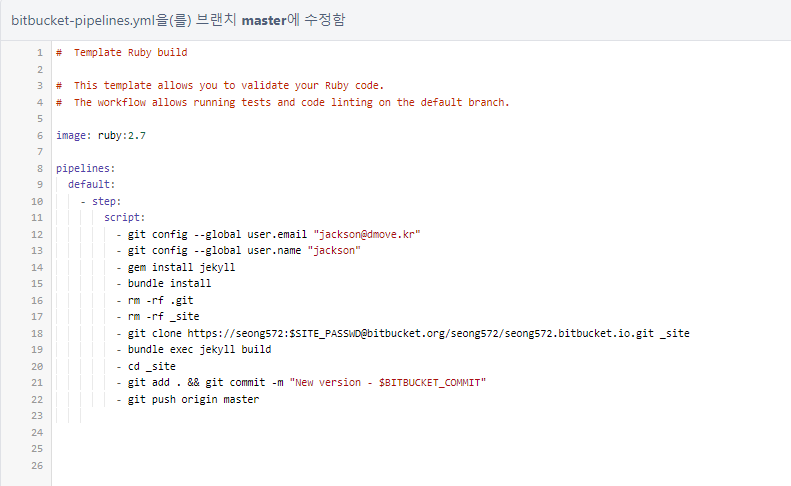 bitbucket-pipelines.yml을(를) 브랜치 master에 수정함
1 # Template Ruby build
2
3 # This template allows you to validate your Ruby code.
4 # The workflow allows running tests and code linting on the default branch.
5
6 image: ruby:2.7
7
8 pipelines:
9 default:
10 - step:
11 script:
12 - git config --global user.email "jackson@dmove.kr"
13 - git config --global user.name "jackson"
14 - gem install jekyll
15 - bundle install
16 - rm -rf .git
17 - rm -rf _site
18 - git clone https://seong572:$SITE_PASSWD@bitbucket.org/seong572/seong572.bitbucket.io.git _site
19 - bundle exec jekyll build
20 - cd _site
21 - git add . && git commit -m "New version - $BITBUCKET_COMMIT"
22 - git push origin master
23
24
25
26